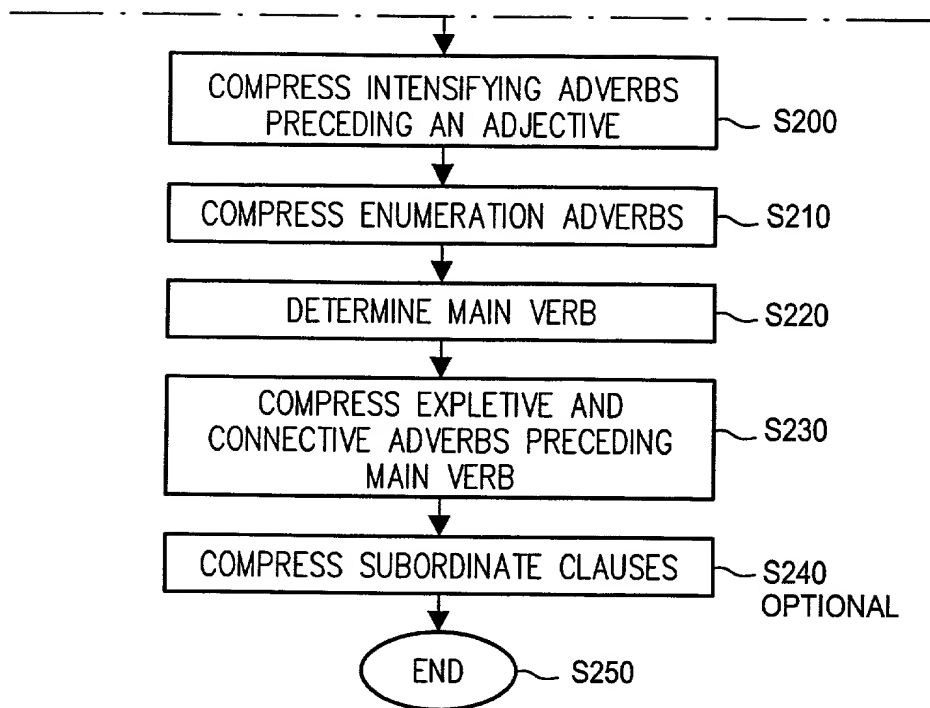 COMPRESS INTENSIFYING ADVERBS
PRECEDING AN ADJECTIVE
S200
COMPRESS ENUMERATION ADVERBS
S210
DETERMINE MAIN VERB
S220
COMPRESS EXPLETIVE AND
CONNECTIVE ADVERBS PRECEDING
MAIN VERB
S230
COMPRESS SUBORDINATE CLAUSES
S240
OPTIONAL
END
S250